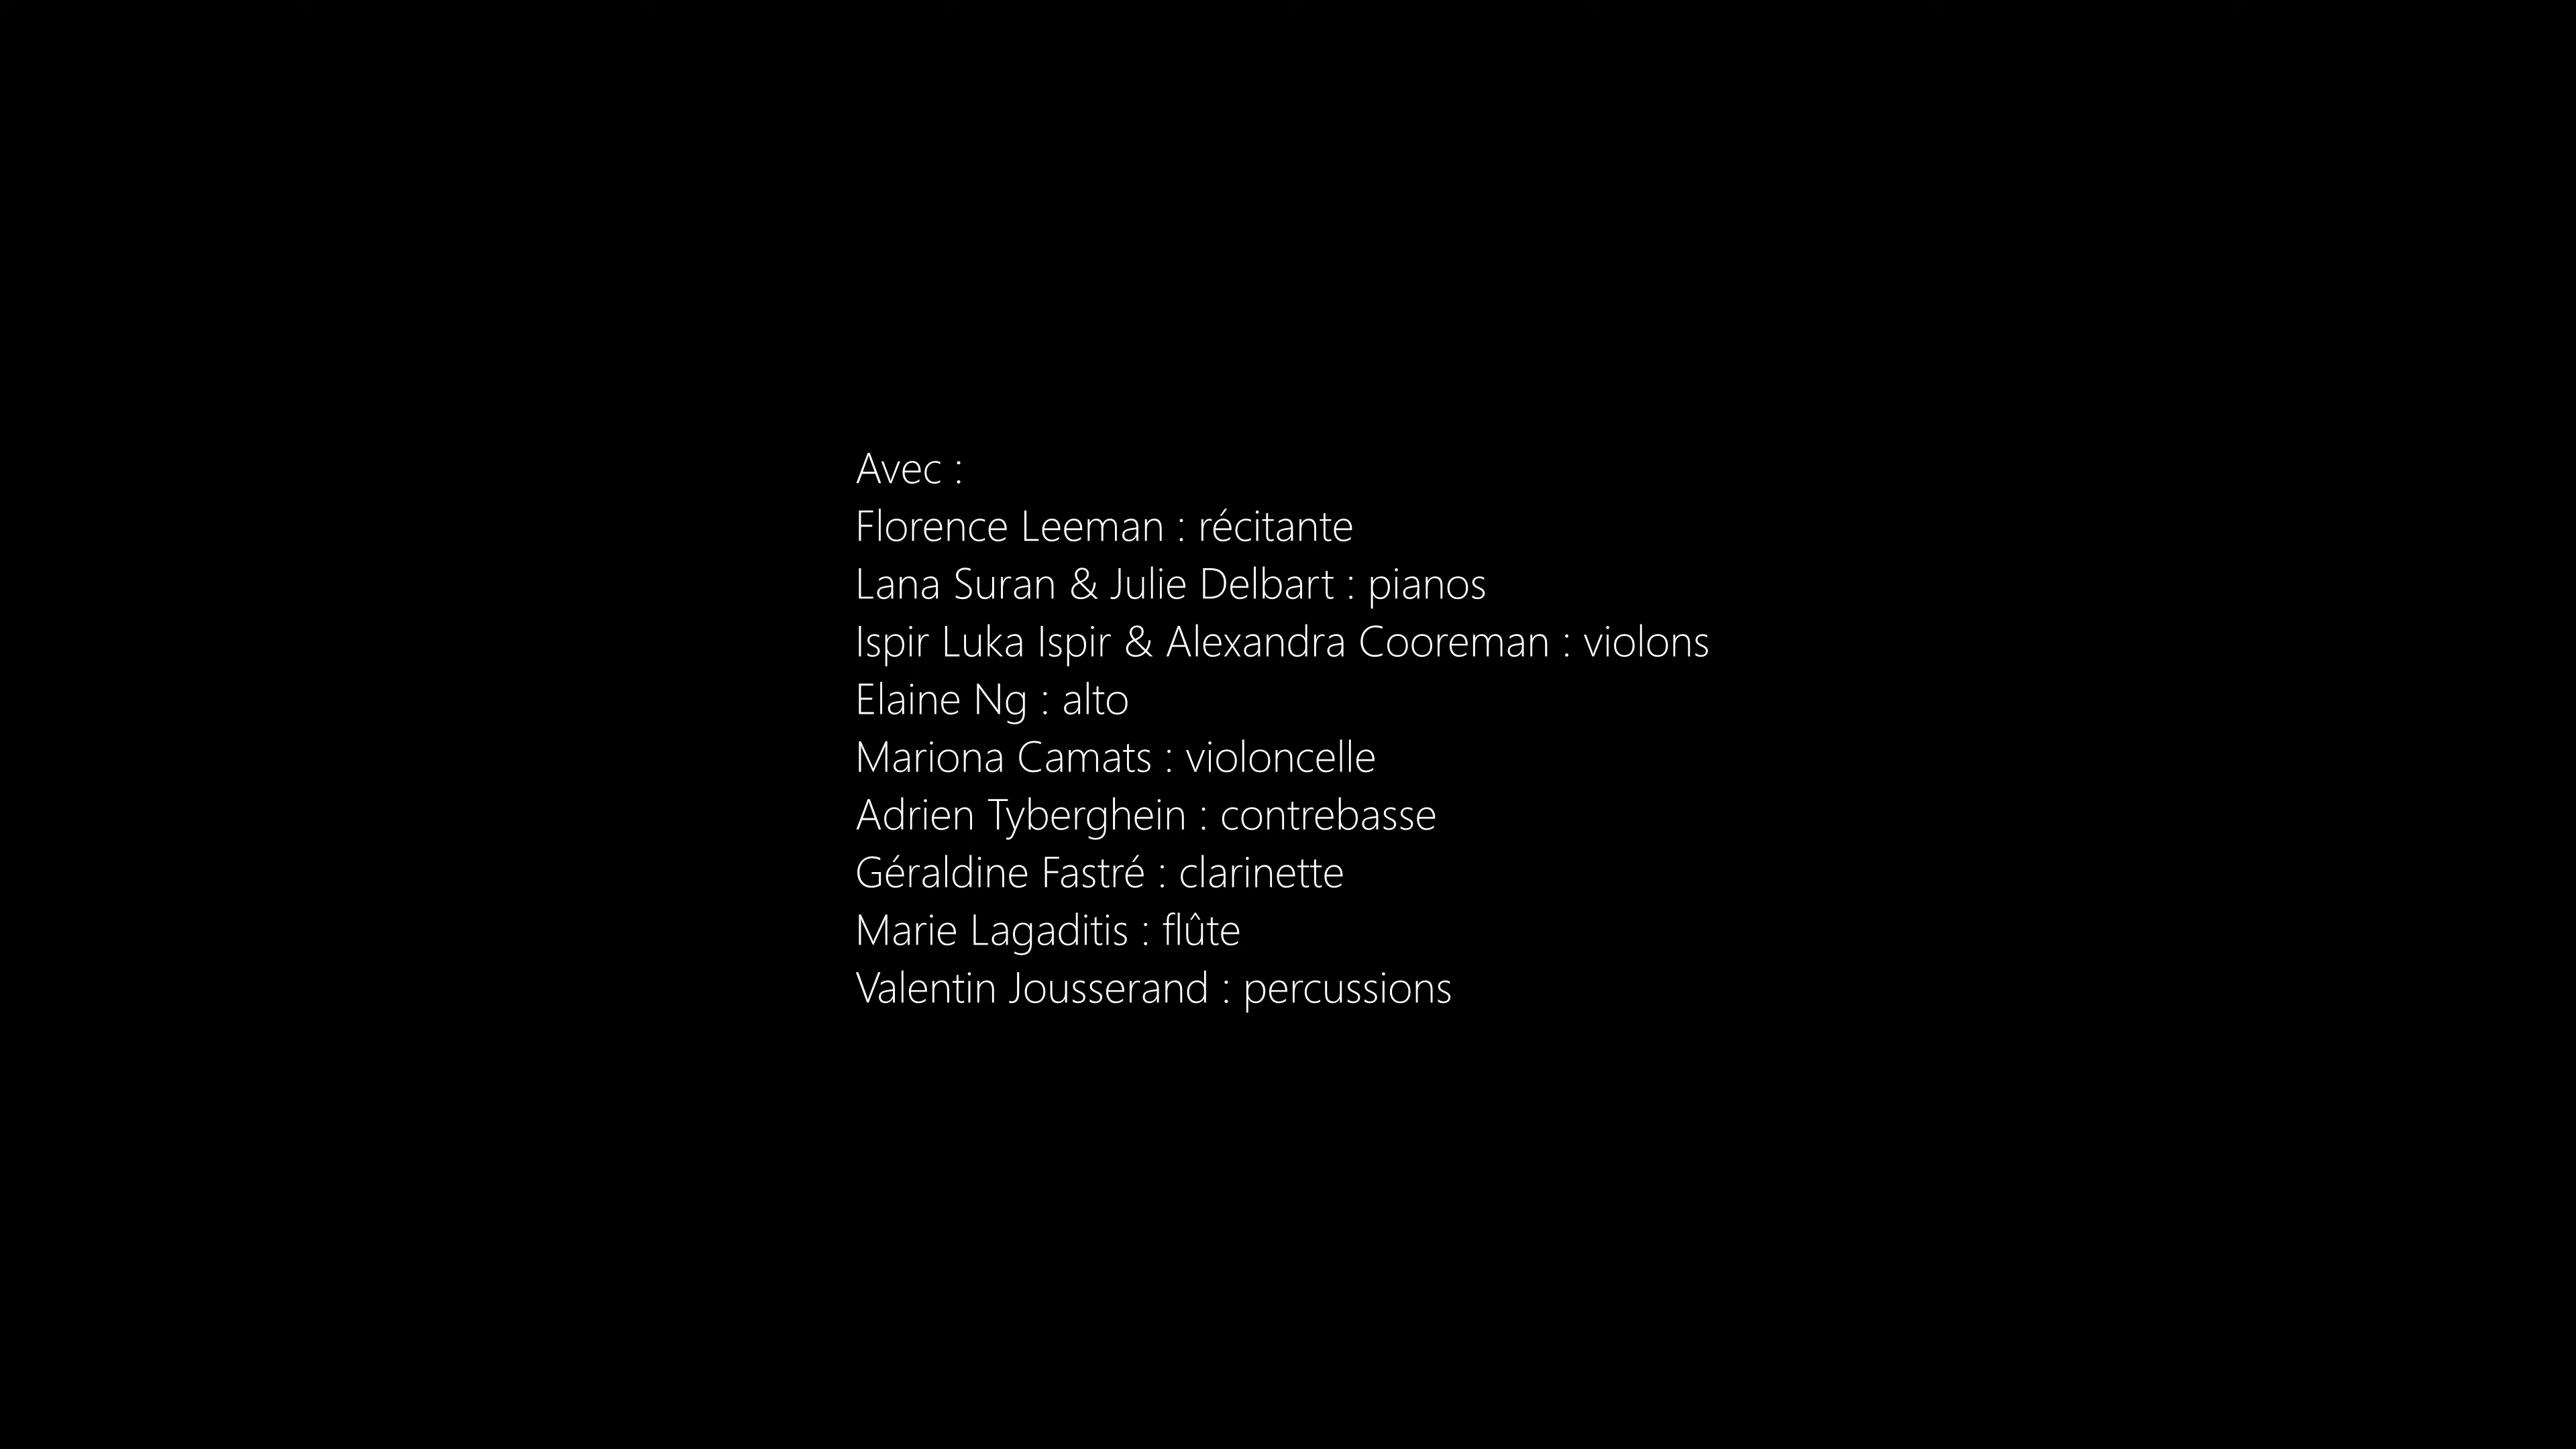 Avec :
Florence Leeman : récitante
Lana Suran & Julie Delbart : pianos
Ispir Luka Ispir & Alexandra Cooreman : violons
Elaine Ng : alto
Mariona Camats : violoncelle
Adrien Tyberghein : contrebasse
Géraldine Fastré : clarinette
Marie Lagaditis : flûte
Valentin Jousserand : percussions